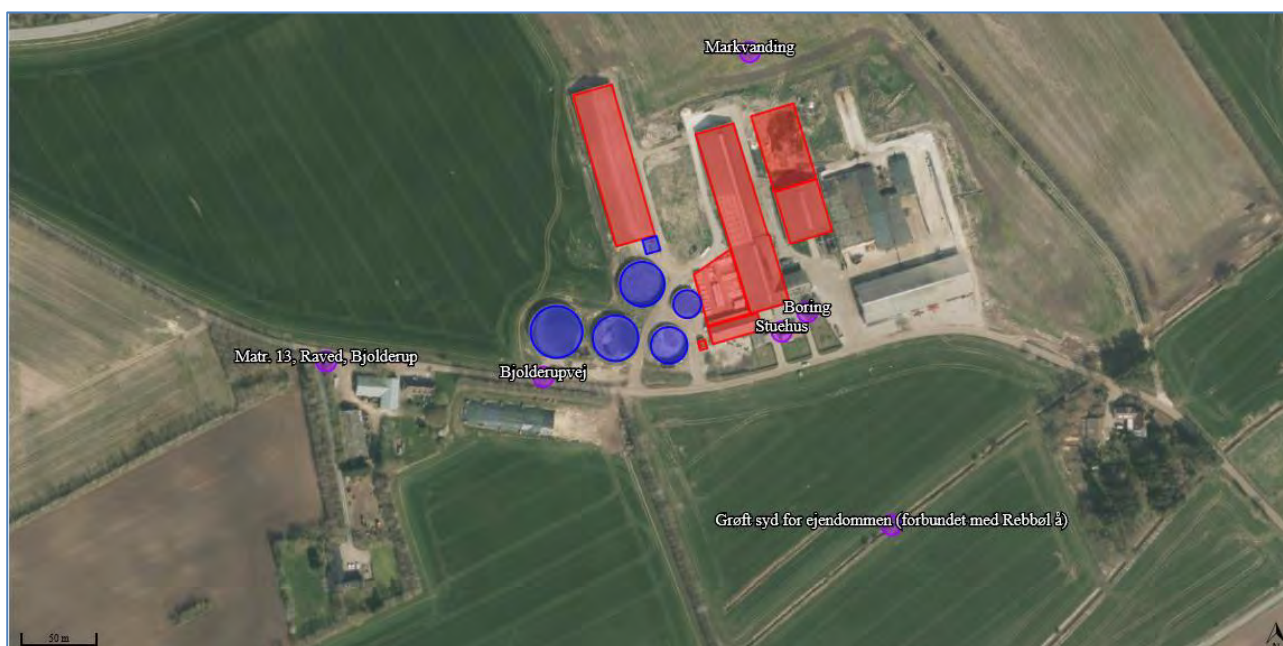 Markvanding
Boring
Stuehus
Matr. 13, Raved, Bjolderup
Bjolderupvej
Grøft syd for ejendommen (forbundet med Rebbøl å)
50 m